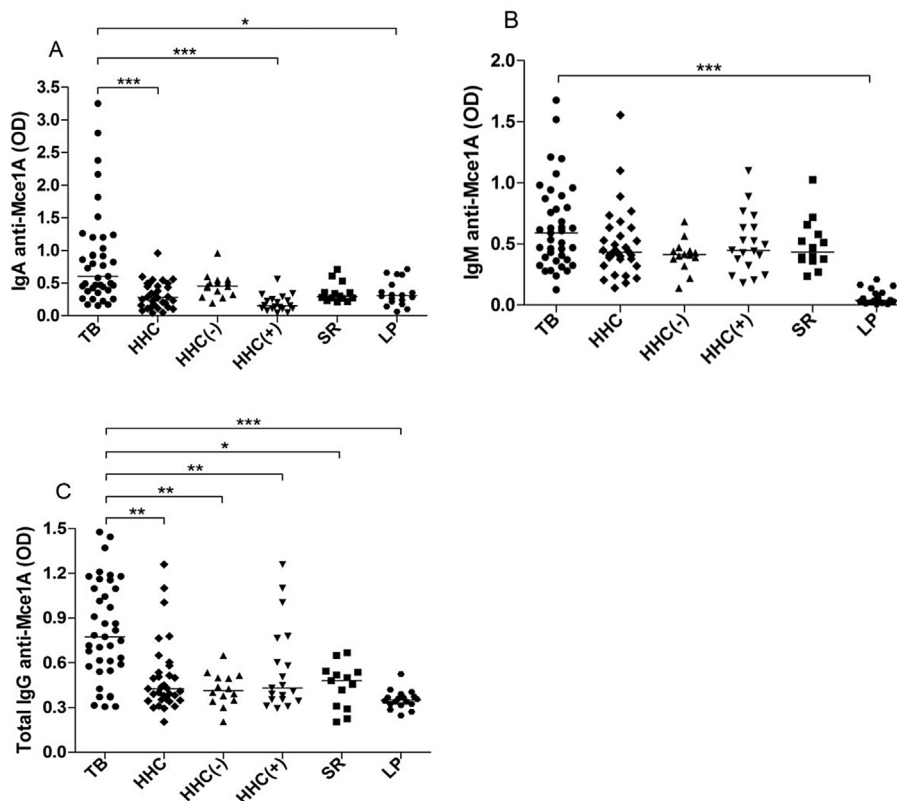 A
*
***
***
IgA anti-Mce1A (OD)
3.5
3.0
2.5
2.0
1.5
1.0
0.5
0.0
TB
HHC
HHC(-)
HHC(+)
SR
LP
B
***
IgM anti-Mce1A (OD)
2.0
1.5
1.0
0.5
0.0
TB
HHC
HHC(-)
HHC(+)
SR
LP
C
***
*
**
**
**
Total IgG anti-Mce1A (OD)
1.5
1.2
0.9
0.6
0.3
0.0
TB
HHC
HHC(-)
HHC(+)
SR
LP